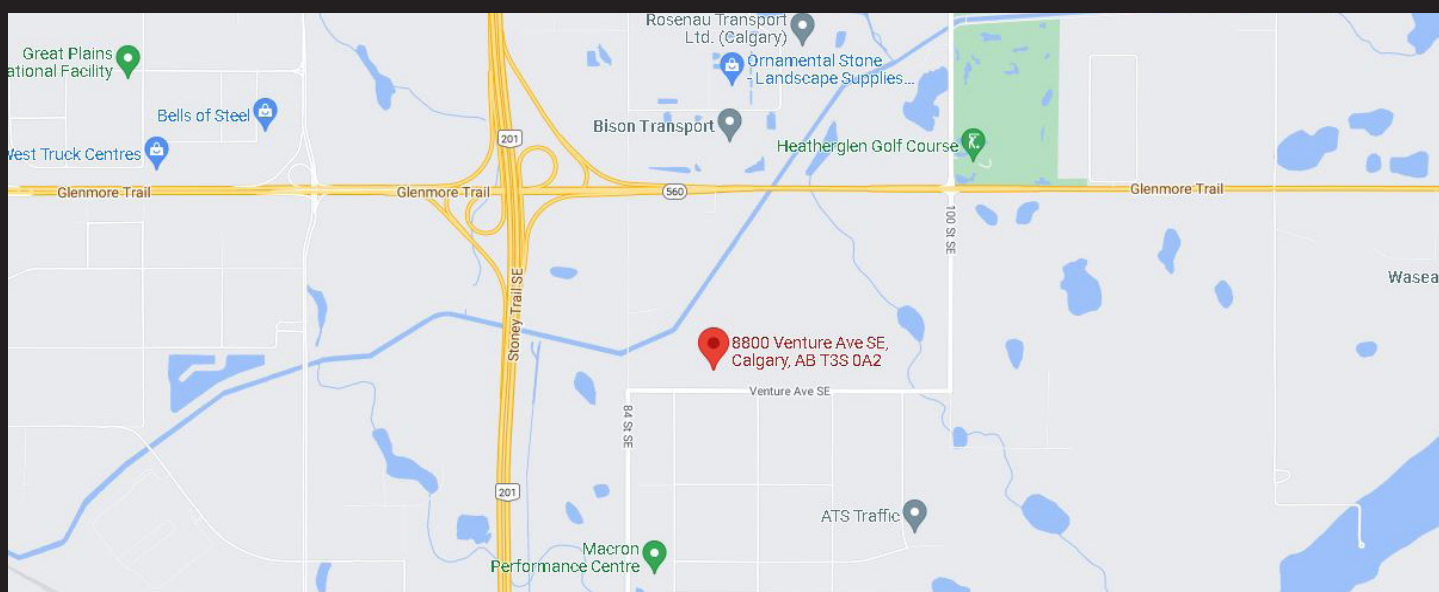 Rosenau Transport
Ltd. (Calgary)
Great Plains
ational Facility
Ornamental Stone
- Landscape Supplies...
Bells of Steel
Bison Transport
201
West Truck Centres
Heatherglen Golf Course
Glenmore Trail
Glenmore Trail
560
Glenmore Trail
100 St SE
Wasea
Stoney Trail SE
8800 Venture Ave SE,
Calgary, AB T3S 0A2
Venture Ave SE
84 St SE
201
ATS Traffic
Macron
Performance Centre